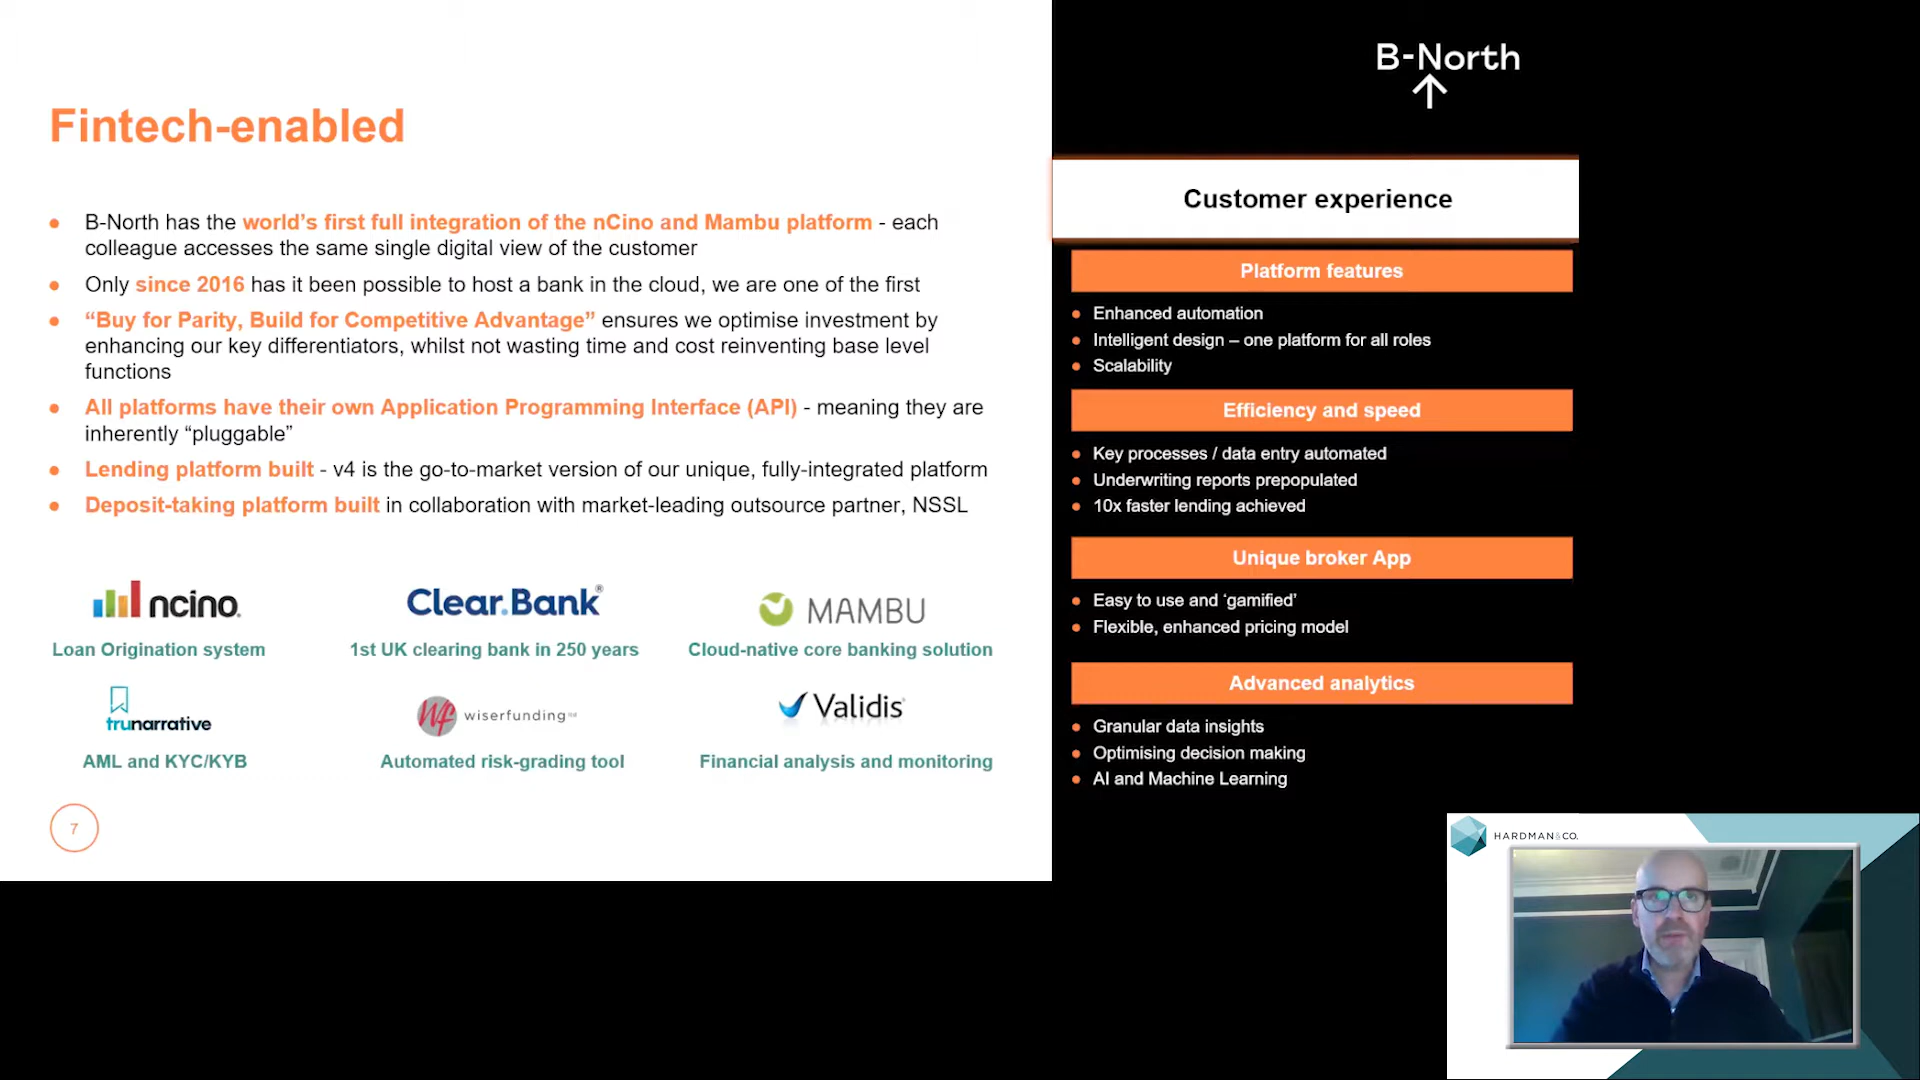 Fintech-enabled
B-North has the world’s first full integration of the nCino and Mambu platform - each
colleague accesses the same single digital view of the customer
Only since 2016 has it been possible to host a bank in the cloud, we are one of the first
“Buy for Parity, Build for Competitive Advantage” ensures we optimise investment by
enhancing our key differentiators, whilst not wasting time and cost reinventing base level
functions
All platforms have their own Application Programming Interface (API) - meaning they are
inherently “pluggable”
Lending platform built - v4 is the go-to-market version of our unique, fully-integrated platform
Deposit-taking platform built in collaboration with market-leading outsource partner, NSSL
ncino.
Loan Origination system
Clear.Bank®
1st UK clearing bank in 250 years
MAMBU
Cloud-native core banking solution
trunarrative
AML and KYC/KYB
wf wiserfunding
Automated risk-grading tool
Validis
Financial analysis and monitoring
7
B-North
Customer experience
Platform features
Enhanced automation
Intelligent design – one platform for all roles
Scalability
Efficiency and speed
Key processes / data entry automated
Underwriting reports prepopulated
10x faster lending achieved
Unique broker App
Easy to use and ‘gamified’
Flexible, enhanced pricing model
Advanced analytics
Granular data insights
Optimising decision making
AI and Machine Learning
HARDMAN&CO.